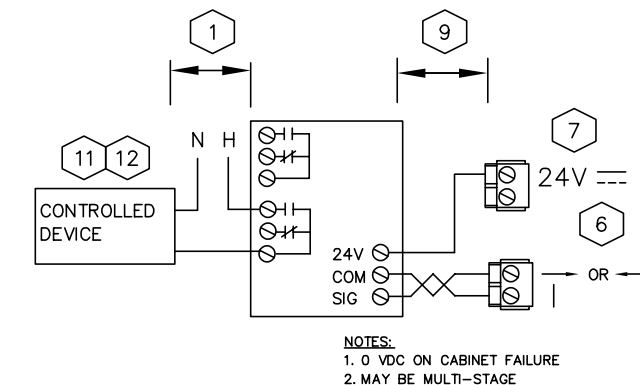 1
9
7
N H
11 12
24V
CONTROLLED
DEVICE
6
24V
COM
SIG
OR
NOTES:
1. 0 VDC ON CABINET FAILURE
2. MAY BE MULTI-STAGE